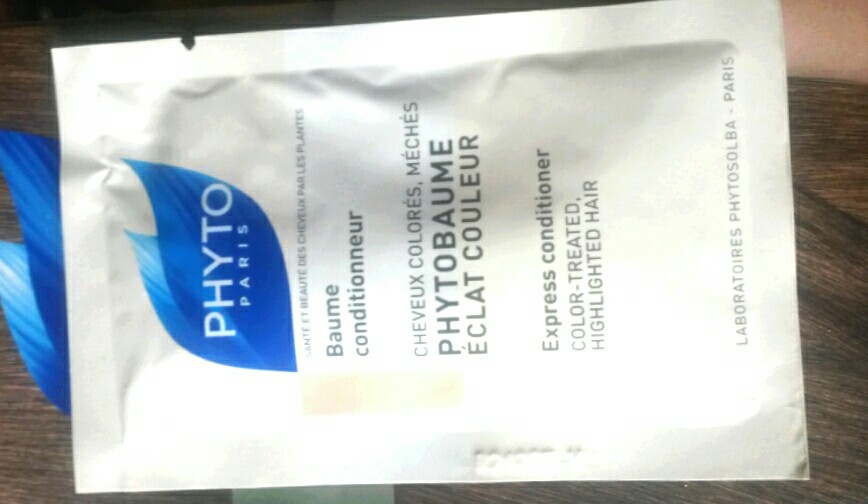 PHYTO
PARIS
SANTÉ ET BEAUTÉ DES CHEVEUX PAR LES PLANTES
Baume
conditionneur
CHEVEUX COLORÉS, MÉCHÉS
PHYTOBAUME
ÉCLAT COULEUR
Express conditioner
COLOR-TREATED,
HIGHLIGHTED HAIR
LABORATOIRES PHYTOSOLBA - PARIS